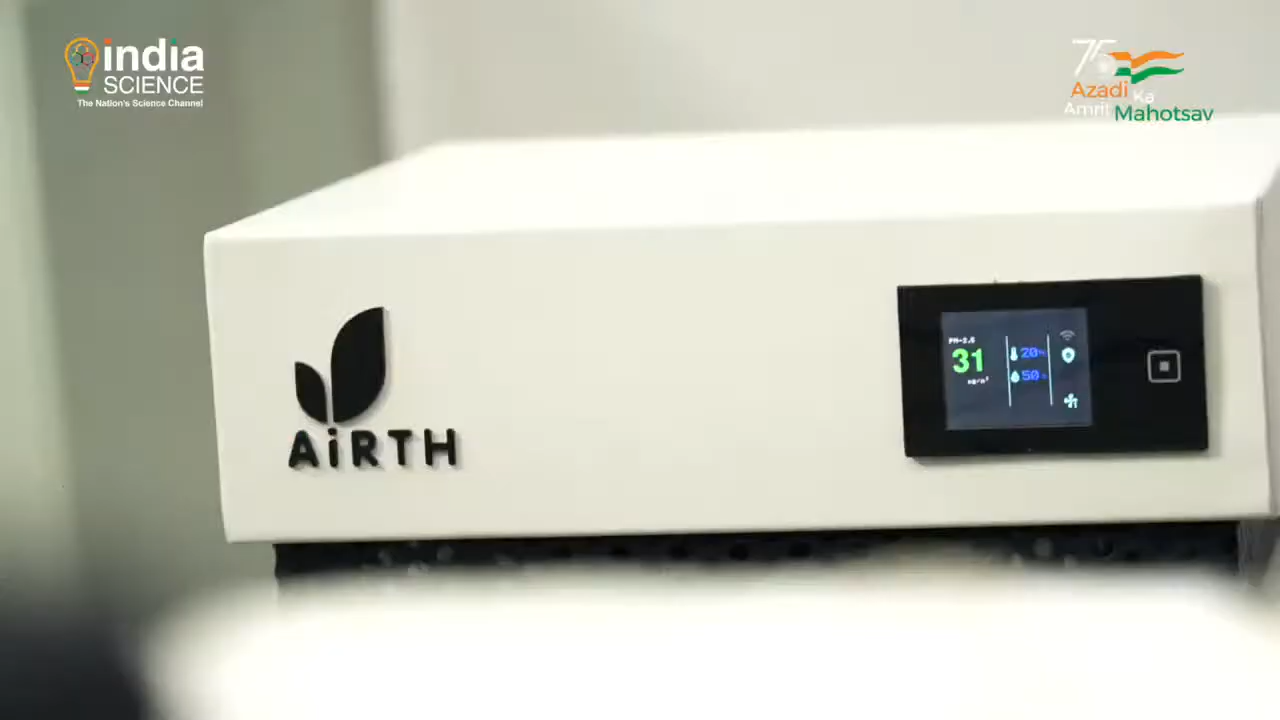 india
SCIENCE
The Nation's Science Channel
75
Azadi
Ka
Amrit Mahotsav
AiRTH
PM-2.5
31
20
50